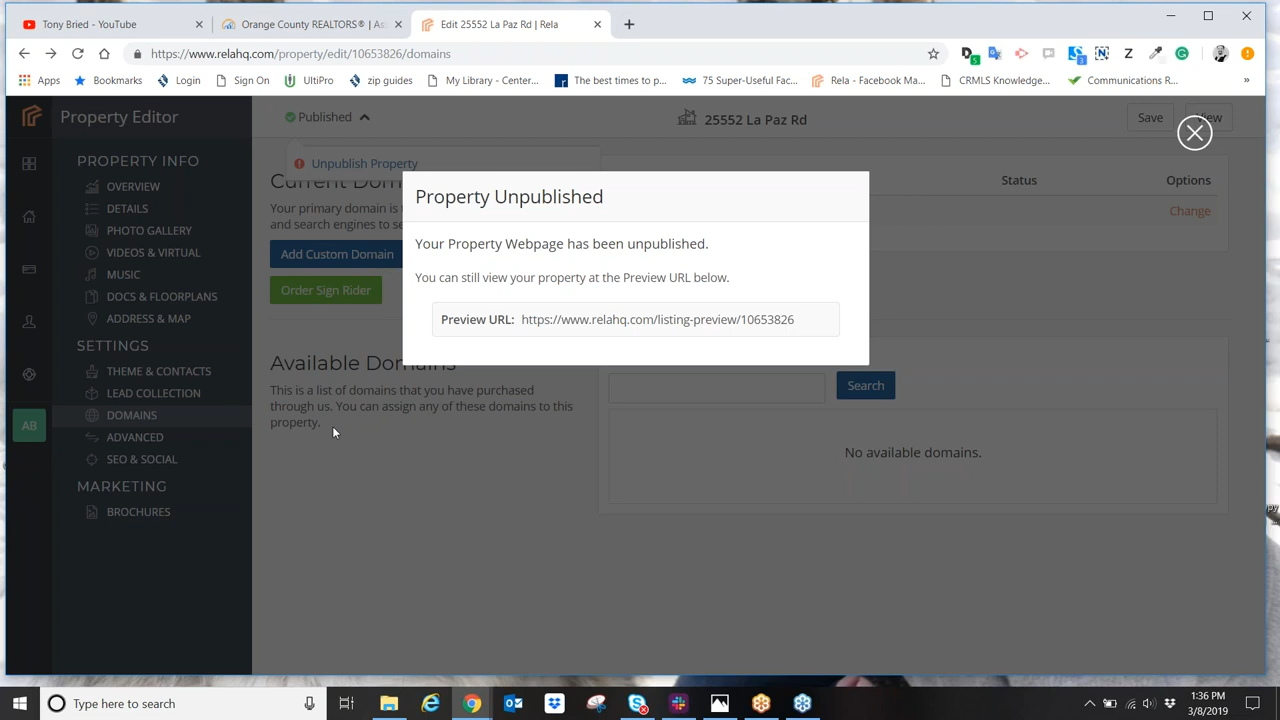 Tony Bried - YouTube
Orange County REALTORS® | As
Edit 25552 La Paz Rd | Rela
https://www.relahq.com/property/edit/10653826/domains
Apps
Bookmarks
Login
Sign On
UltiPro
zip guides
My Library - Center...
The best times to p...
75 Super-Useful Fac...
Rela - Facebook Ma...
CRMLS Knowledge...
Communications R...
»
Property Editor
Published
25552 La Paz Rd
Save
View
PROPERTY INFO
OVERVIEW
DETAILS
PHOTO GALLERY
VIDEOS & VIRTUAL
MUSIC
DOCS & FLOORPLANS
ADDRESS & MAP
SETTINGS
THEME & CONTACTS
LEAD COLLECTION
DOMAINS
ADVANCED
SEO & SOCIAL
MARKETING
BROCHURES
AB
Unpublish Property
Current Dom
Your primary domain is
and search engines to se
Add Custom Domain
Order Sign Rider
Status
Options
Change
Property Unpublished
Your Property Webpage has been unpublished.
You can still view your property at the Preview URL below.
Preview URL: https://www.relahq.com/listing-preview/10653826
Available Domains
This is a list of domains that you have purchased
through us. You can assign any of these domains to this
property.
Search
No available domains.
Type here to search
1:36 PM
3/8/2019